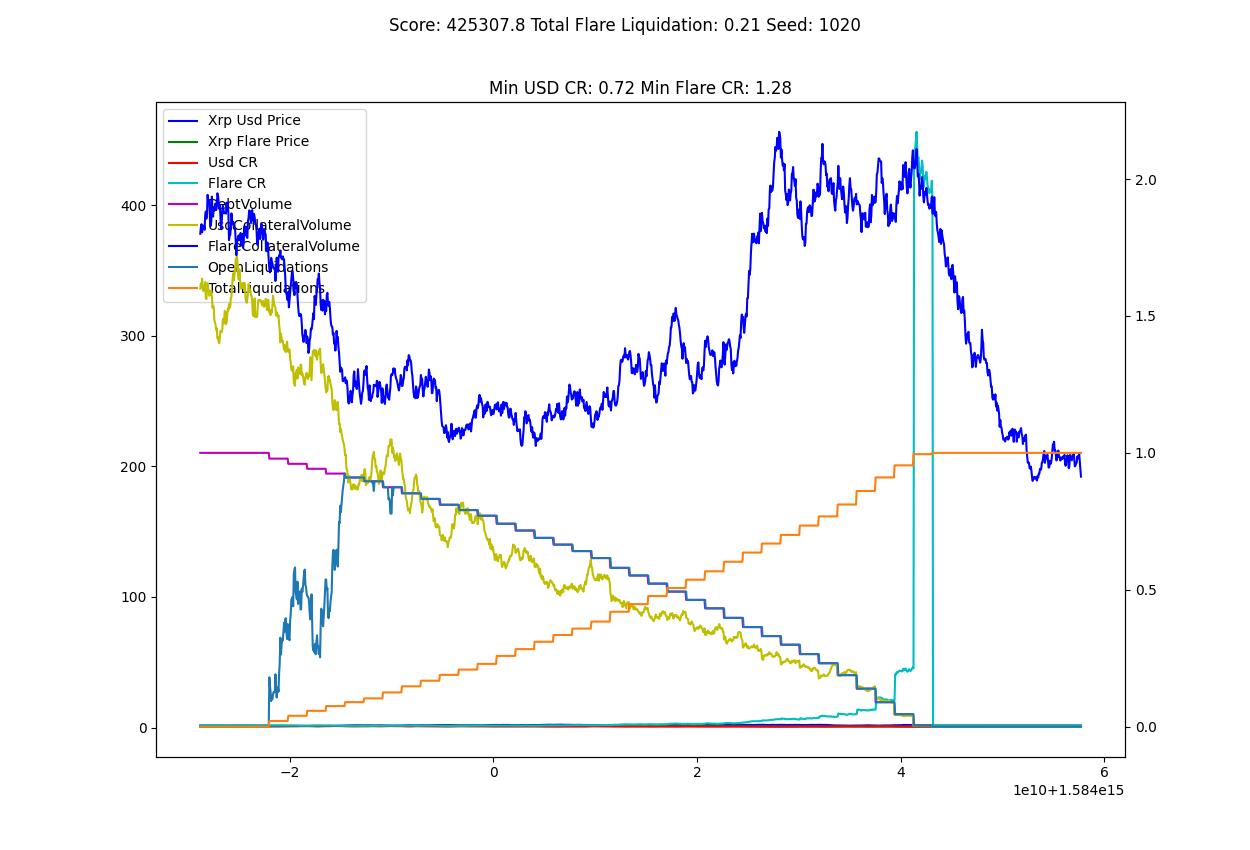 Score: 425307.8 Total Flare Liquidation: 0.21 Seed: 1020
Min USD CR: 0.72 Min Flare CR: 1.28
Xrp Usd Price
Xrp Flare Price
Usd CR
Flare CR
DebtVolume
UsdCollateralVolume
FlareCollateralVolume
OpenLiquidations
TotalLiquidations
400
300
200
100
0
2.0
1.5
1.0
0.5
0.0
−2
0
2
4
6
1e10+1.584e15